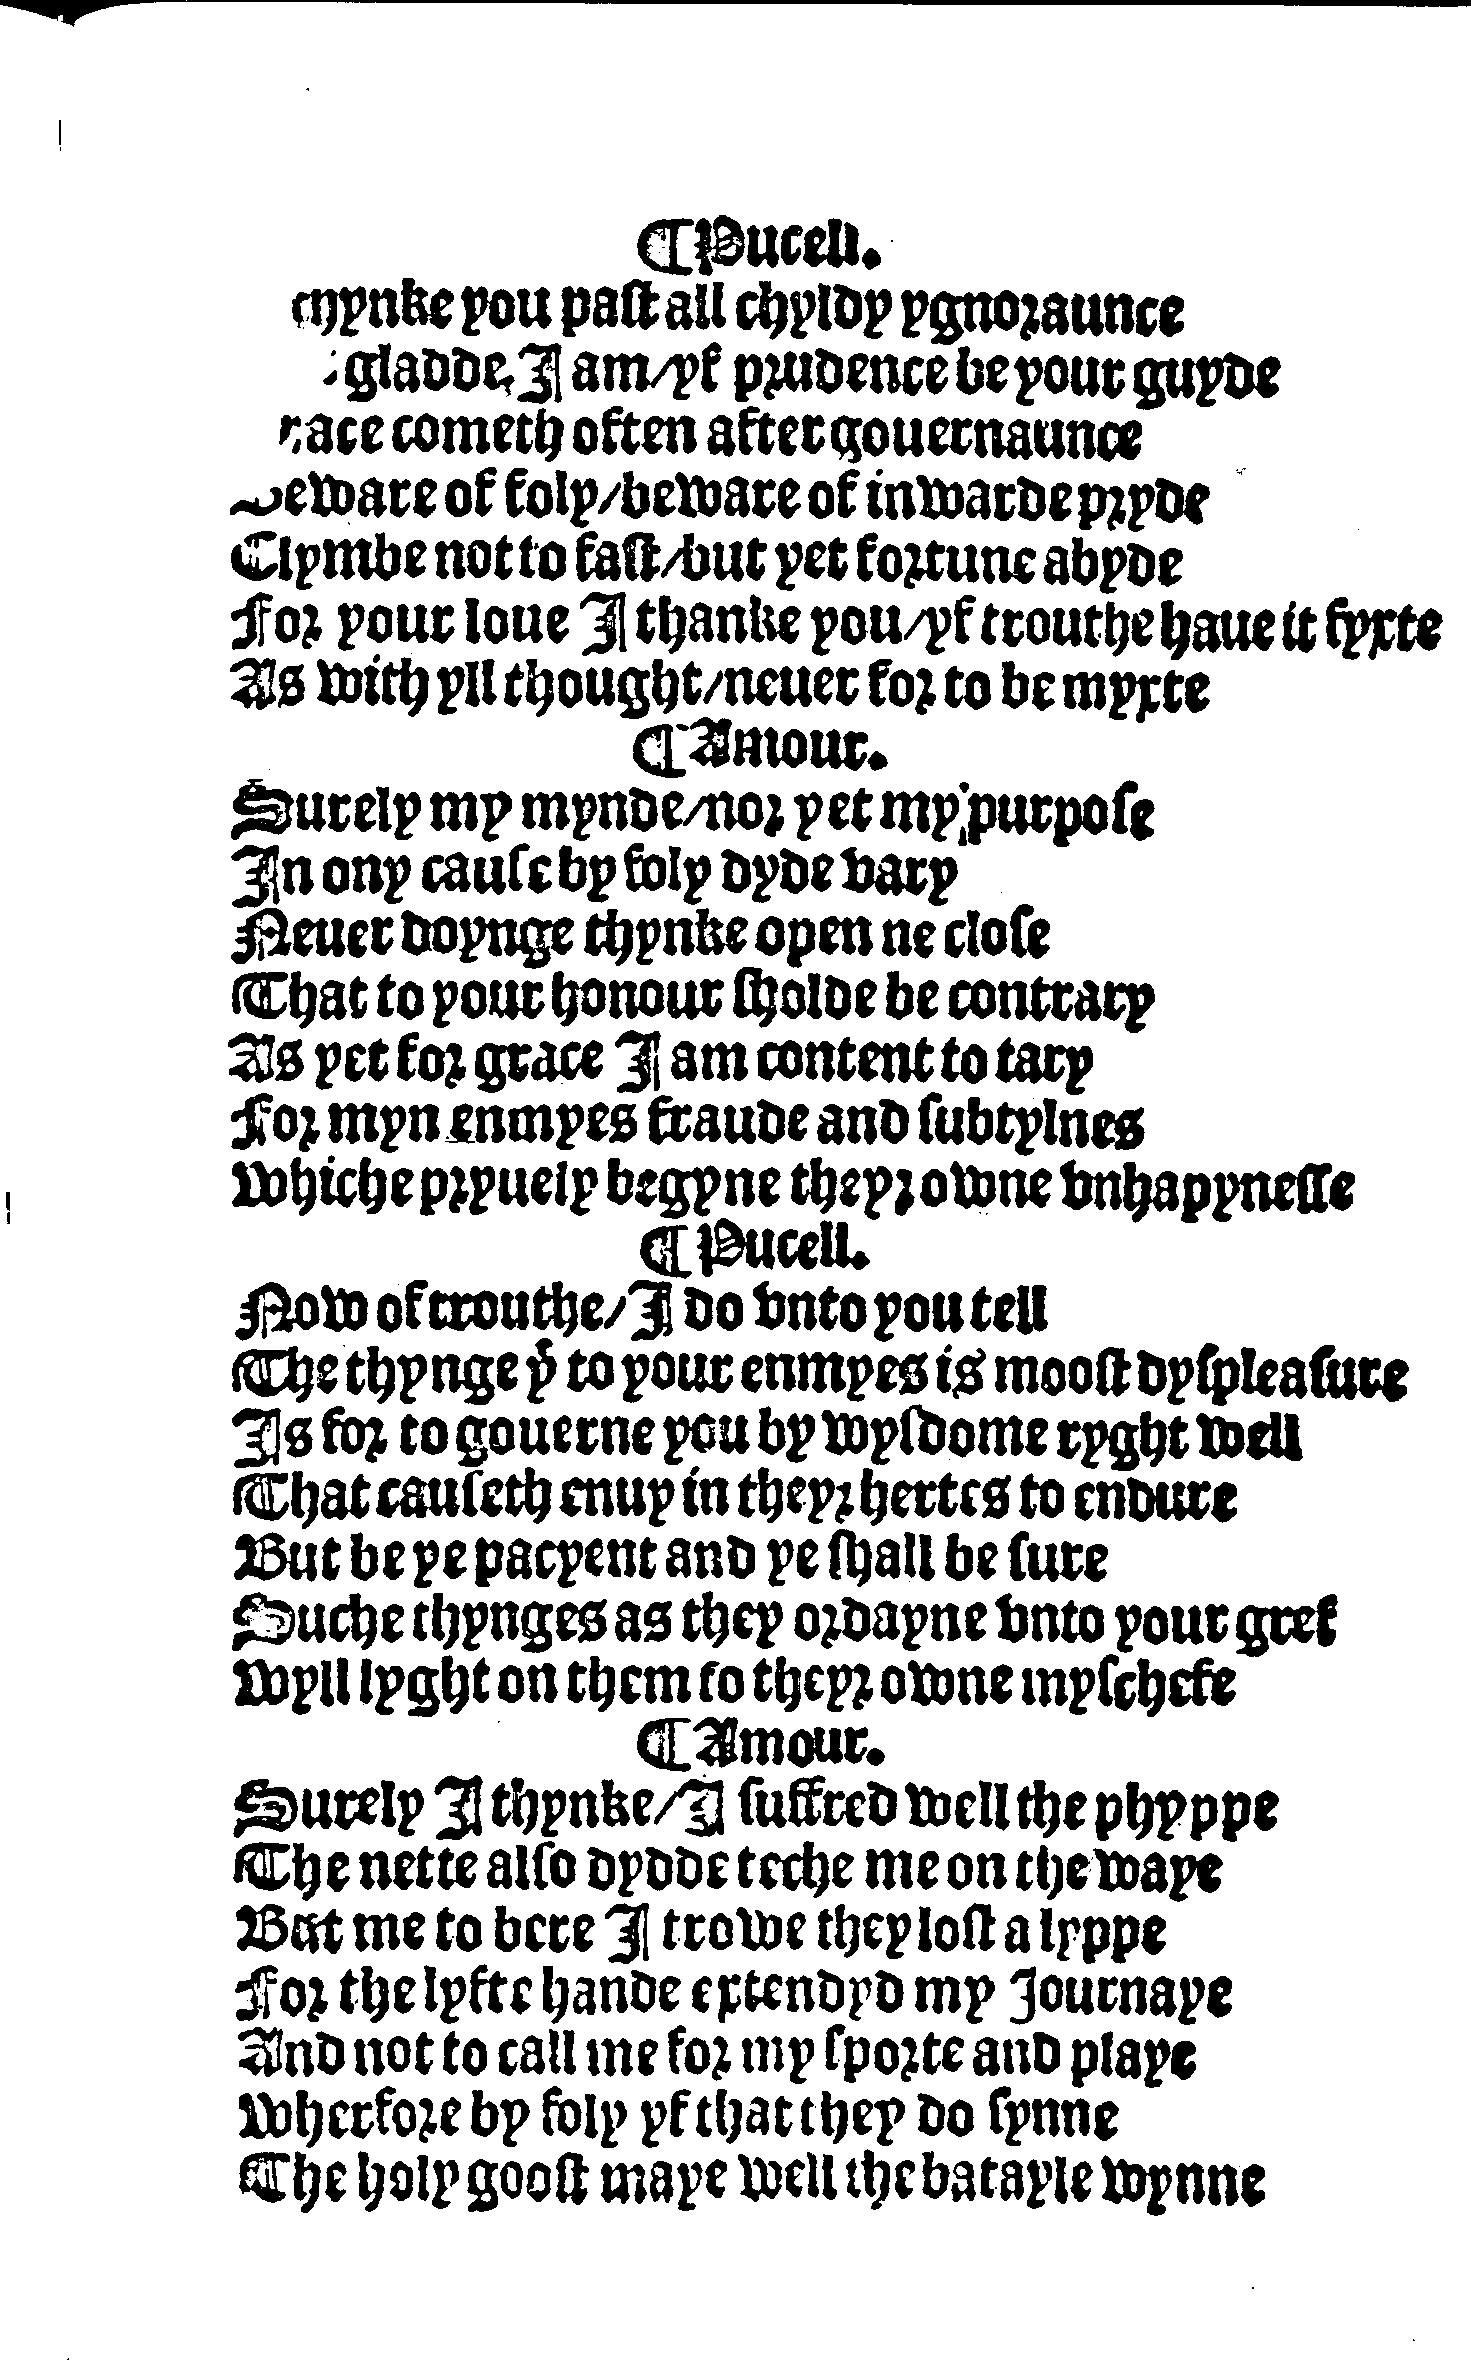 ¶Pucell.
thynke you paſt all chyldy ygnoraunce
gladde, I am/yf prudence be your guyde
race cometh often after gouernaunce
Beware of foly/beware of inwarde pryde
Clymbe not to faſt/but yet fortune abyde
For your loue I thanke you/yf trouthe haue it fyxte
As with yll thought/neuer for to be myxte
¶Amour.
Surely my mynde/nor yet my purpoſe
In ony cauſe by foly dyde vary
Neuer doynge thynke open ne cloſe
That to your honour ſholde be contrary
As yet for grace I am content to tary
For myn enmyes fraude and ſubtylnes
Whiche pryuely begyne theyr owne vnhapyneſſe
¶Pucell.
Now of trouthe/I do vnto you tell
The thynge yͭ to your enmyes is mooſt dyſpleaſure
Is for to gouerne you by wyſdome ryght well
That cauſeth enuy in theyr hertes to endure
But be ye pacyent and ye ſhall be ſure
Suche thynges as they ordayne vnto your gref
Wyll lyght on them to theyr owne myſchefe
¶Amour.
Surely I thynke/I ſuffred well the phyppe
The nette alſo dydde teche me on the waye
But me to bere I trowe they loſt a lyppe
For the lyfte hande extendyd my Journaye
And not to call me for my ſporte and playe
Wherfore by foly yf that they do ſynne
The holy gooſt maye well the batayle wynne